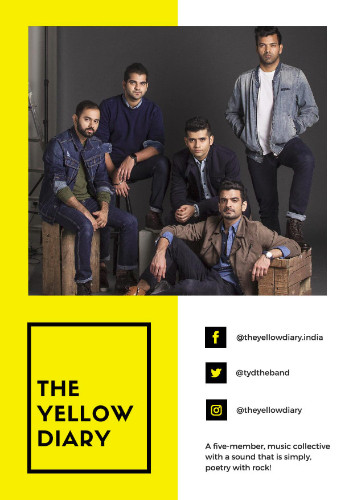 THE
YELLOW
DIARY
@theyellowdiary.india
@tydtheband
@theyellowdiary
A five-member, music collective
with a sound that is simply,
poetry with rock!